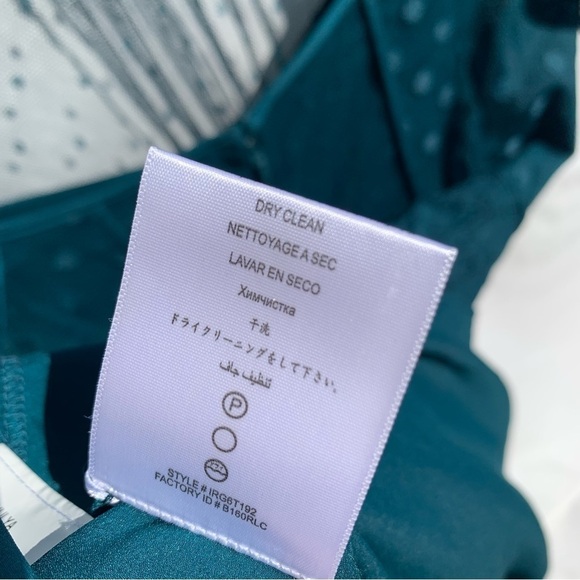 DRY CLEAN
NETTOYAGE A SEC
LAVAR EN SECO
Химчистка
干洗
ドライクリーニングをして下さい。
تنظيف جاف
P
STYLE # IRG6T192
FACTORY ID # B160RLC